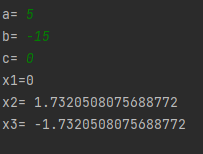 a= 5
b= -15
c= 0
x1=0
x2= 1.7320508075688772
x3= -1.7320508075688772